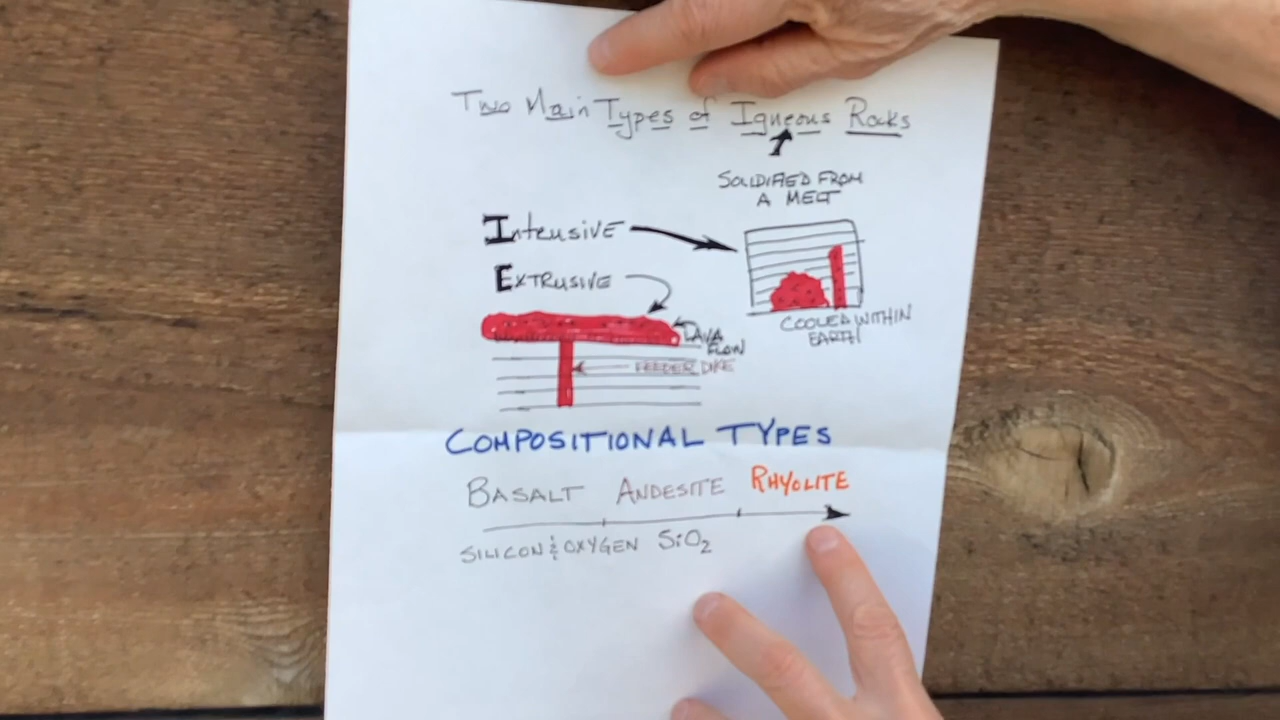 Two Main Types of Igneous Rocks
SOLIDIFIED FROM
A MELT
Intrusive
EXTRUSIVE
LAVA
FLOW
FEEDER DIKE
COOLED WITHIN
EARTH
COMPOSITIONAL TYPES
BASALT ANDESITE RHYOLITE
SILICON & OXYGEN SiO2